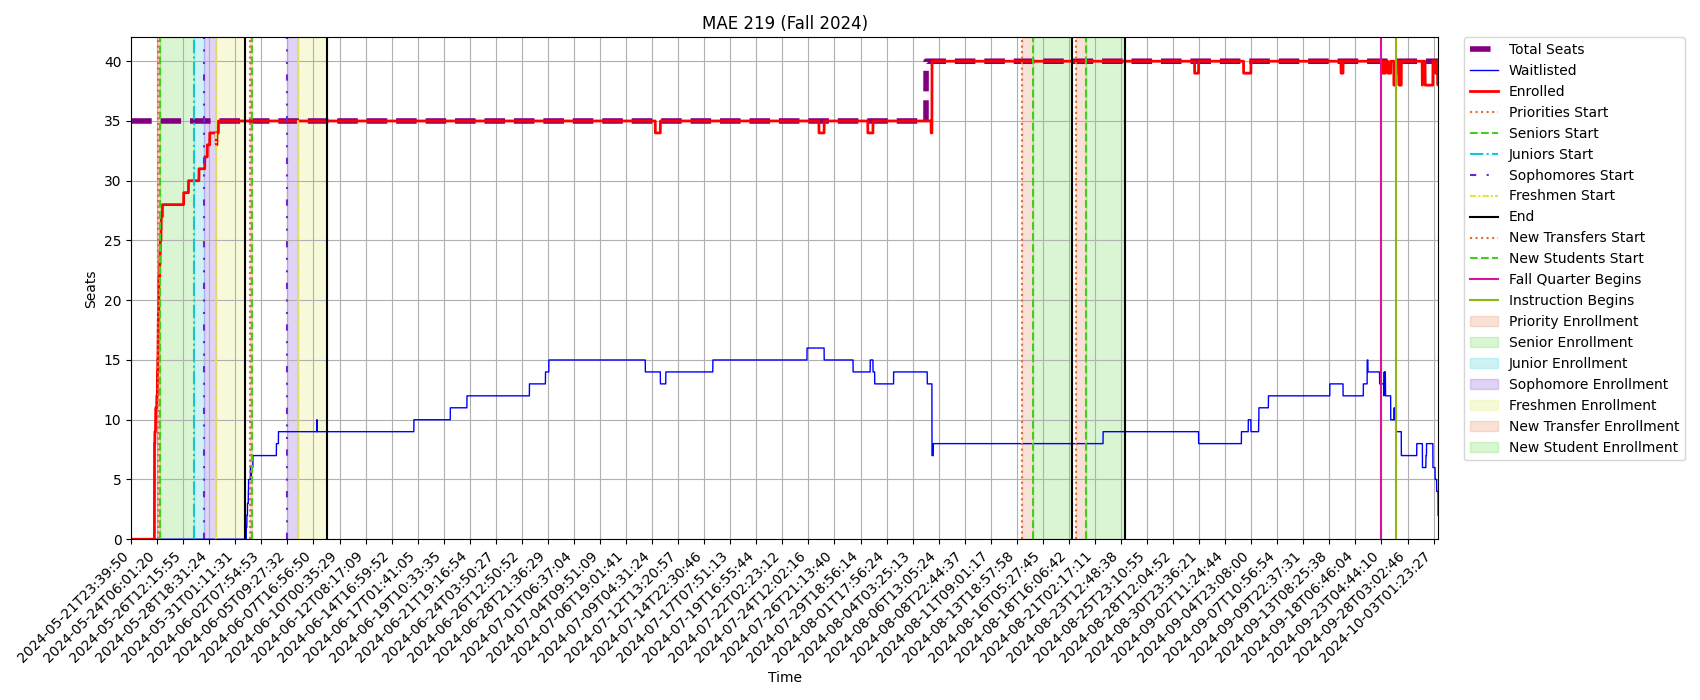 MAE 219 (Fall 2024)
Seats
40
35
30
25
20
15
10
5
0
2024-05-21T23:39:50
2024-05-24T06:01:20
2024-05-26T12:15:55
2024-05-28T18:31:24
2024-05-31T01:11:31
2024-06-02T07:54:53
2024-06-05T09:27:32
2024-06-07T16:56:50
2024-06-10T00:35:29
2024-06-12T08:17:09
2024-06-14T16:59:52
2024-06-17T01:41:05
2024-06-19T10:33:35
2024-06-21T19:16:54
2024-06-24T03:50:27
2024-06-26T12:50:52
2024-06-28T21:36:29
2024-07-01T06:37:04
2024-07-04T09:51:09
2024-07-06T19:01:41
2024-07-09T04:31:24
2024-07-12T13:20:57
2024-07-14T22:30:46
2024-07-17T07:51:13
2024-07-19T16:55:44
2024-07-22T02:23:12
2024-07-24T12:02:16
2024-07-26T21:13:40
2024-07-29T18:56:14
2024-08-01T17:56:24
2024-08-04T03:25:13
2024-08-06T13:05:24
2024-08-08T22:44:37
2024-08-11T09:01:17
2024-08-13T18:57:58
2024-08-16T05:27:45
2024-08-18T16:06:42
2024-08-21T02:17:11
2024-08-23T12:48:38
2024-08-25T23:10:55
2024-08-28T12:04:52
2024-08-30T23:36:21
2024-09-02T11:24:44
2024-09-04T23:08:00
2024-09-07T10:56:54
2024-09-09T22:37:31
2024-09-13T08:25:38
2024-09-18T06:46:04
2024-09-23T04:44:10
2024-09-28T03:02:46
2024-10-03T01:23:27
Time
Total Seats
Waitlisted
Enrolled
Priorities Start
Seniors Start
Juniors Start
Sophomores Start
Freshmen Start
End
New Transfers Start
New Students Start
Fall Quarter Begins
Instruction Begins
Priority Enrollment
Senior Enrollment
Junior Enrollment
Sophomore Enrollment
Freshmen Enrollment
New Transfer Enrollment
New Student Enrollment